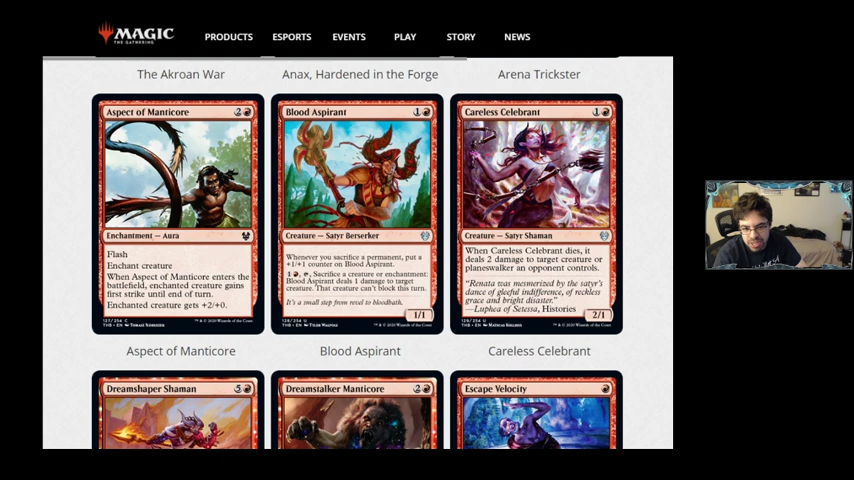 MAGIC
THE GATHERING
PRODUCTS
ESPORTS
EVENTS
PLAY
STORY
NEWS
The Akroan War
Anax, Hardened in the Forge
Arena Trickster
Aspect of Manticore 2
Enchantment — Aura
Flash
Enchant creature
When Aspect of Manticore enters the
battlefield, enchanted creature gains
first strike until end of turn.
Enchanted creature gets +2/+0.
Blood Aspirant 1
Creature — Satyr Berserker
Whenever you sacrifice a permanent, put a
+1/+1 counter on Blood Aspirant.
1, Sacrifice a creature or enchantment:
Blood Aspirant deals 1 damage to target
creature. That creature can't block this turn.
It's a small step from revel to bloodbath.
1/1
Careless Celebrant 1
Creature — Satyr Shaman
When Careless Celebrant dies, it
deals 2 damage to target creature or
planeswalker an opponent controls.
"Renata was mesmerized by the satyr's
dance of gleeful indifference, of reckless
grace and bright disaster."
—Luphea of Setessa, Histories
2/1
Aspect of Manticore
Blood Aspirant
Careless Celebrant
Dreamshaper Shaman 5
Dreamstalker Manticore 2
Escape Velocity